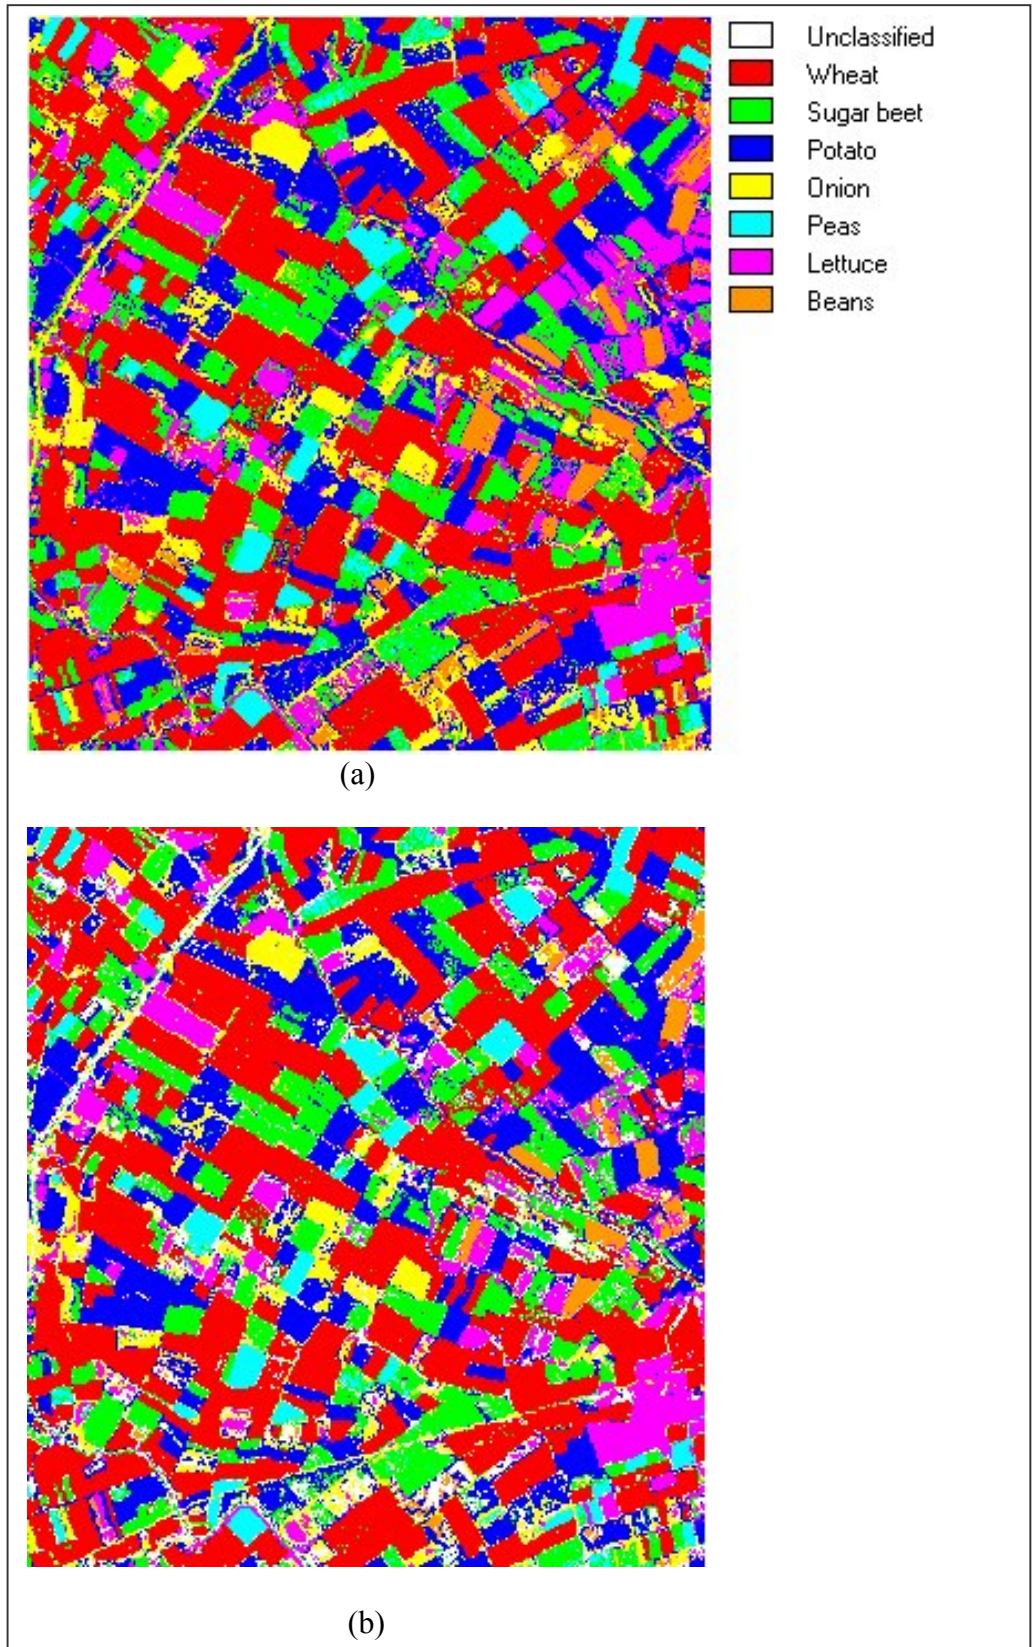 Unclassified
Wheat
Sugar beet
Potato
Onion
Peas
Lettuce
Beans
(a)
(b)